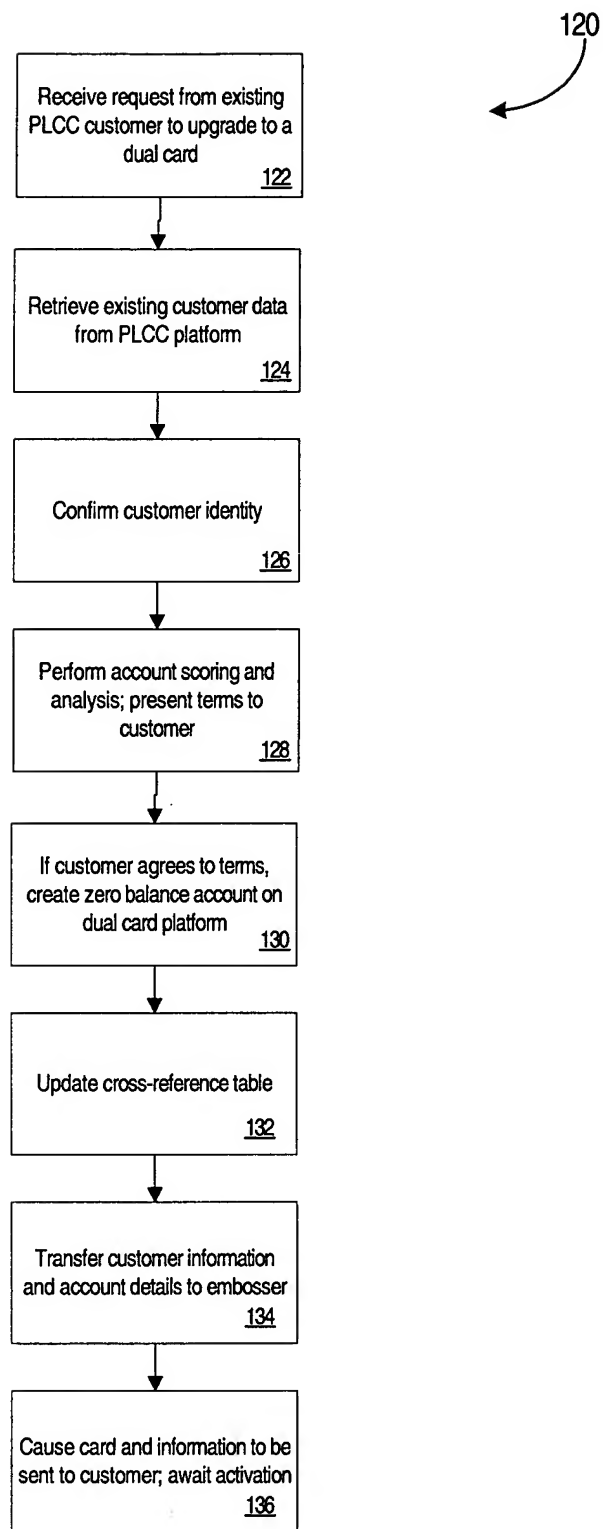 120
Receive request from existing
PLCC customer to upgrade to a
dual card
122
Retrieve existing customer data
from PLCC platform
124
Confirm customer identity
126
Perform account scoring and
analysis; present terms to
customer
128
If customer agrees to terms,
create zero balance account on
dual card platform
130
Update cross-reference table
132
Transfer customer information
and account details to embosser
134
Cause card and information to be
sent to customer; await activation
136